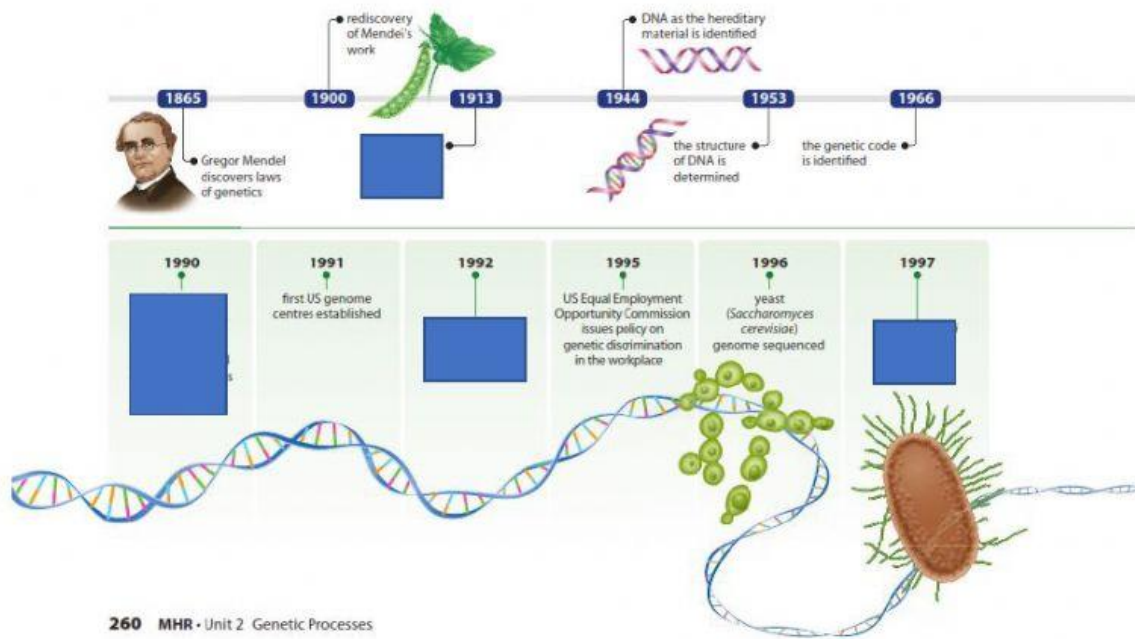 rediscovery
of Mendei's
work
DNA as the hereditary
material is identified
1865
1900
1913
1944
1953
1966
Gregor Mendel
discovers laws
of genetics
the structure
of DNA is
determined
the genetic code
is identified
1990
1991
1992
1995
1996
1997
first US genome
centres established
US Equal Employment
Opportunity Commission
issues policy on
genetic discrimination
in the workplace
yeast
(Saccharomyces
cerevisiae)
genome sequenced
260 MHR • Unit 2 Genetic Processes